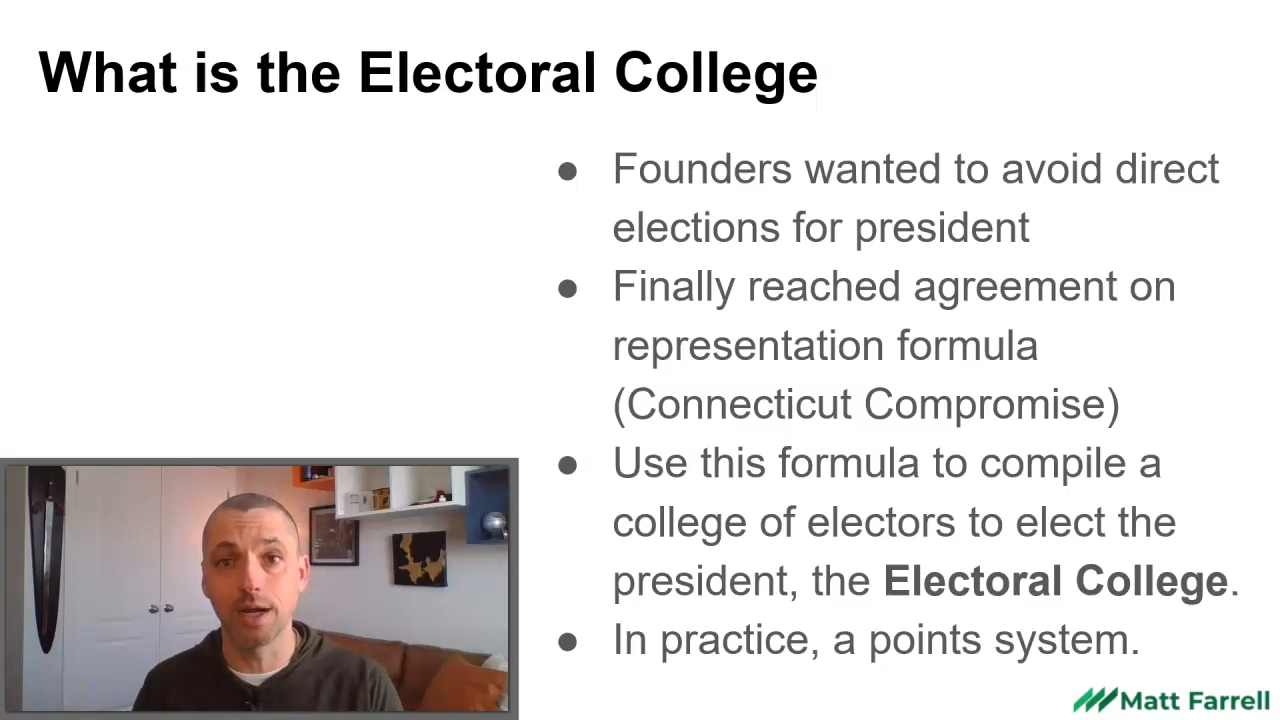 What is the Electoral College
● Founders wanted to avoid direct
elections for president
● Finally reached agreement on
representation formula
(Connecticut Compromise)
● Use this formula to compile a
college of electors to elect the
president, the Electoral College.
● In practice, a points system.
Matt Farrell